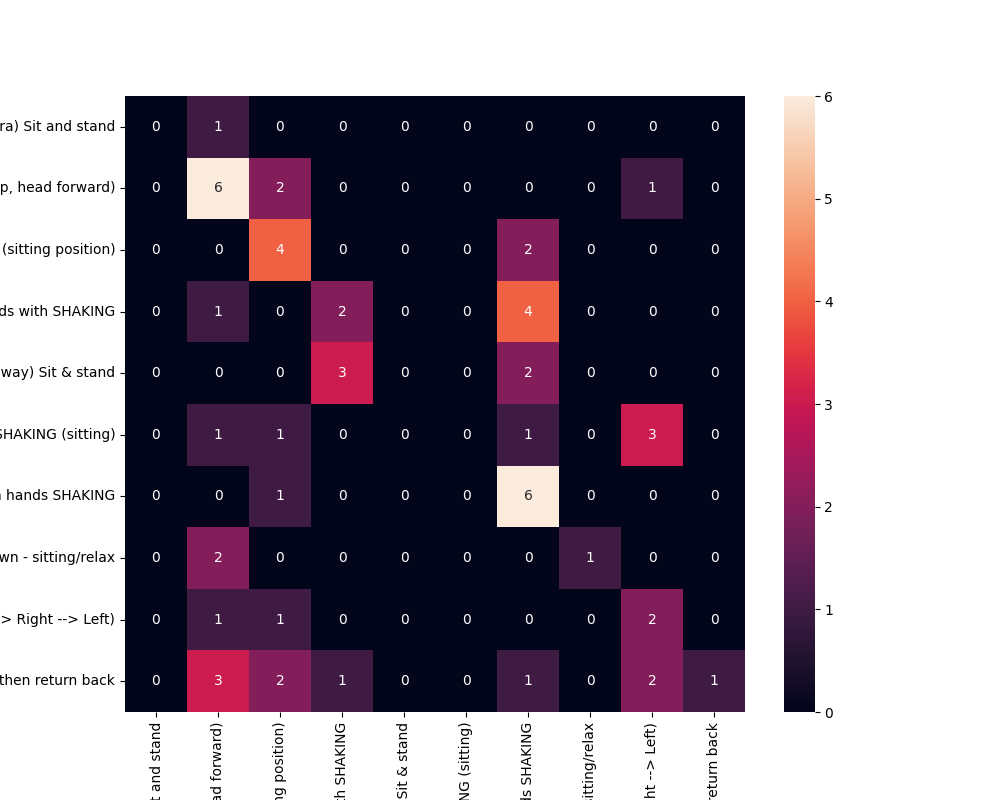 ra) Sit and stand 0 1 0 0 0 0 0 0 0 0
p, head forward) 0 6 2 0 0 0 0 0 1 0
(sitting position) 0 0 4 0 0 0 2 0 0 0
ds with SHAKING 0 1 0 2 0 0 4 0 0 0
way) Sit & stand 0 0 0 3 0 0 2 0 0 0
SHAKING (sitting) 0 1 1 0 0 0 1 0 3 0
hands SHAKING 0 0 1 0 0 0 6 0 0 0
wn - sitting/relax 0 2 0 0 0 0 0 1 0 0
> Right --> Left) 0 1 1 0 0 0 0 0 2 0
then return back 0 3 2 1 0 0 1 0 2 1
t and stand
ad forward)
ng position)
th SHAKING
Sit & stand
NG (sitting)
ds SHAKING
sitting/relax
ht --> Left)
return back
6
5
4
3
2
1
0